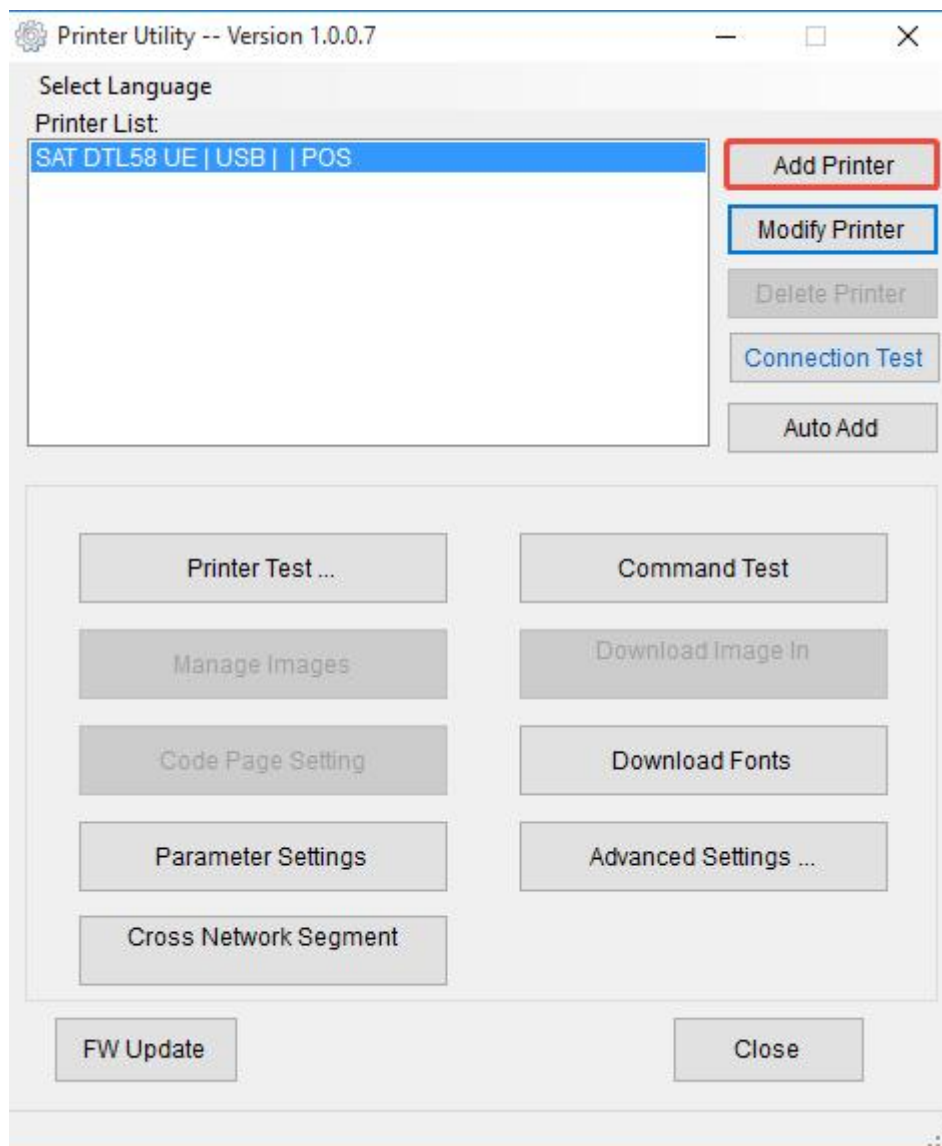 Printer Utility -- Version 1.0.0.7
Select Language
Printer List:
SAT DTL58 UE | USB | | POS
Add Printer
Modify Printer
Delete Printer
Connection Test
Auto Add
Printer Test ...
Command Test
Manage Images
Download Image In
Code Page Setting
Download Fonts
Parameter Settings
Advanced Settings ...
Cross Network Segment
FW Update
Close